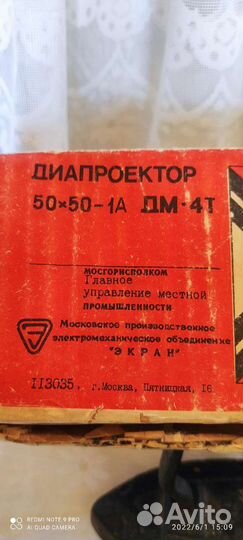 ДИАПРОЕКТОР
50×50-1А ДМ-4Т
МОСГОРИСПОЛКОМ
Главное
управление местной
ПРОМЫШЛЕННОСТИ
Московское производственное
электромеханическое объединение
"ЭКРАН"
113035, г.Москва, Пятницкая, 16
REDMI NOTE 9 PRO
AI QUAD CAMERA
Avito
2022/6/1 15:09